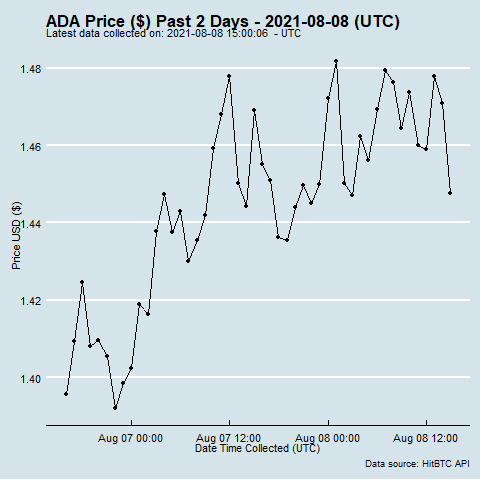 ADA Price ($) Past 2 Days - 2021-08-08 (UTC)
Latest data collected on: 2021-08-08 15:00:06 - UTC
1.48
1.46
1.44
1.42
1.40
Price USD ($)
Aug 07 00:00
Aug 07 12:00
Aug 08 00:00
Aug 08 12:00
Date Time Collected (UTC)
Data source: HitBTC API